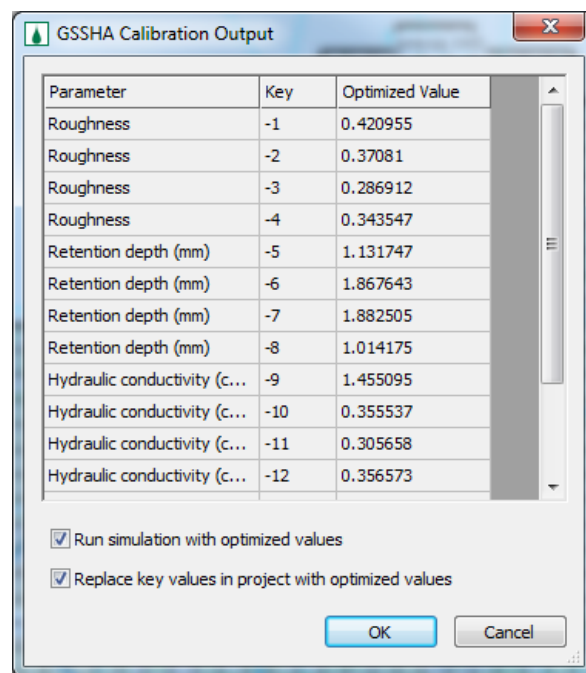 GSSHA Calibration Output
Parameter Key Optimized Value
Roughness -1 0.420955
Roughness -2 0.37081
Roughness -3 0.286912
Roughness -4 0.343547
Retention depth (mm) -5 1.131747
Retention depth (mm) -6 1.867643
Retention depth (mm) -7 1.882505
Retention depth (mm) -8 1.014175
Hydraulic conductivity (c... -9 1.455095
Hydraulic conductivity (c... -10 0.355537
Hydraulic conductivity (c... -11 0.305658
Hydraulic conductivity (c... -12 0.356573
Run simulation with optimized values
Replace key values in project with optimized values
OK Cancel